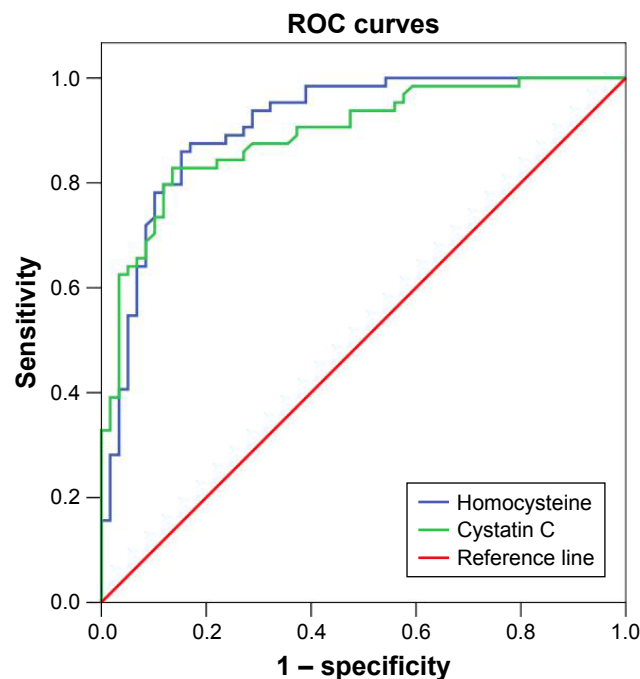 ROC curves
Sensitivity
1.0
0.8
0.6
0.4
0.2
0.0
Homocysteine
Cystatin C
Reference line
0.0 0.2 0.4 0.6 0.8 1.0
1 – specificity